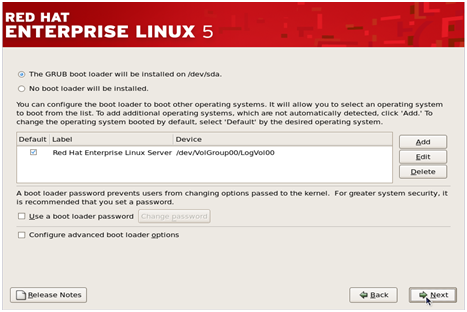 RED HAT
ENTERPRISE LINUX 5
The GRUB boot loader will be installed on /dev/sda.
No boot loader will be installed.
You can configure the boot loader to boot other operating systems. It will allow you to select an operating system
to boot from the list. To add additional operating systems, which are not automatically detected, click 'Add.' To
change the operating system booted by default, select 'Default' by the desired operating system.
Default Label Device
Red Hat Enterprise Linux Server /dev/VolGroup00/LogVol00
Add
Edit
Delete
A boot loader password prevents users from changing options passed to the kernel. For greater system security, it
is recommended that you set a password.
Use a boot loader password Change password
Configure advanced boot loader options
Release Notes Back Next